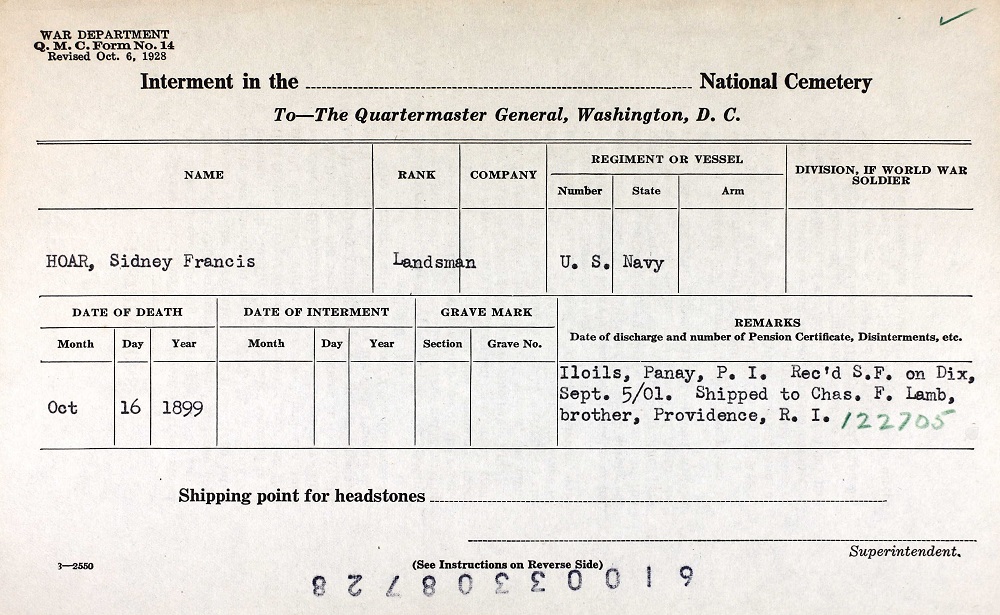 WAR DEPARTMENT
Q. M. C. Form No. 14
Revised Oct. 6, 1928
Interment in the National Cemetery
To—The Quartermaster General, Washington, D. C.
NAME RANK COMPANY REGIMENT OR VESSEL DIVISION, IF WORLD WAR SOLDIER
Number State Arm
HOAR, Sidney Francis Landsman U. S. Navy
DATE OF DEATH DATE OF INTERMENT GRAVE MARK REMARKS
Date of discharge and number of Pension Certificate, Disinterments, etc.
Month Day Year Month Day Year Section Grave No.
Oct 16 1899
Iloils, Panay, P. I. Rec'd S.F. on Dix,
Sept. 5/01. Shipped to Chas. F. Lamb,
brother, Providence, R. I. 122705
Shipping point for headstones
Superintendent.
3—2550
(See Instructions on Reverse Side)